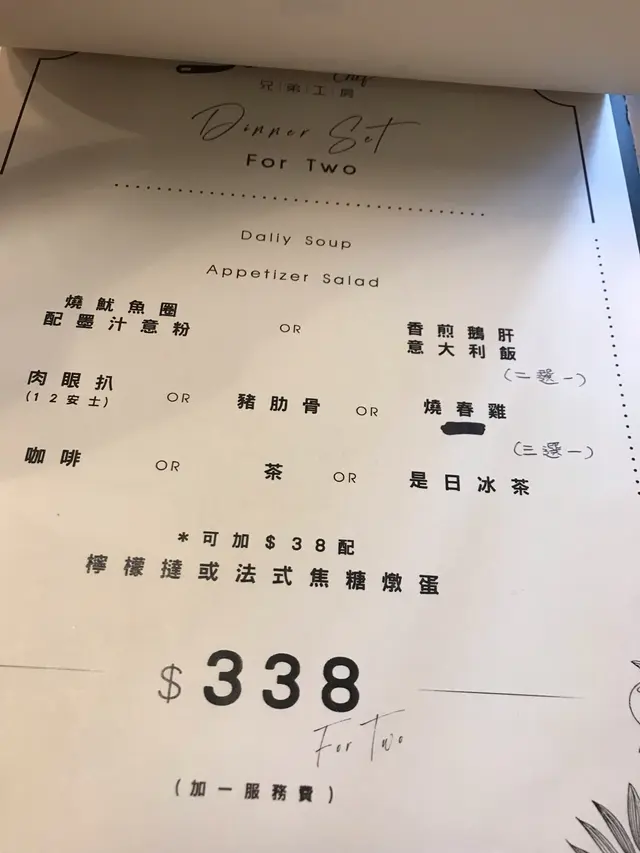 Chef
兄弟工房
Dinner Set
For Two
Daily Soup
Appetizer Salad
燒魷魚圈
配墨汁意粉
OR
香煎鵝肝
意大利飯
(二選一)
肉眼扒
(12安士)
OR
豬肋骨
OR
燒春雞
(三選一)
咖啡
OR
茶
OR
是日冰茶
*可加$38配
檸檬撻或法式焦糖燉蛋
$338
For Two
(加一服務費)